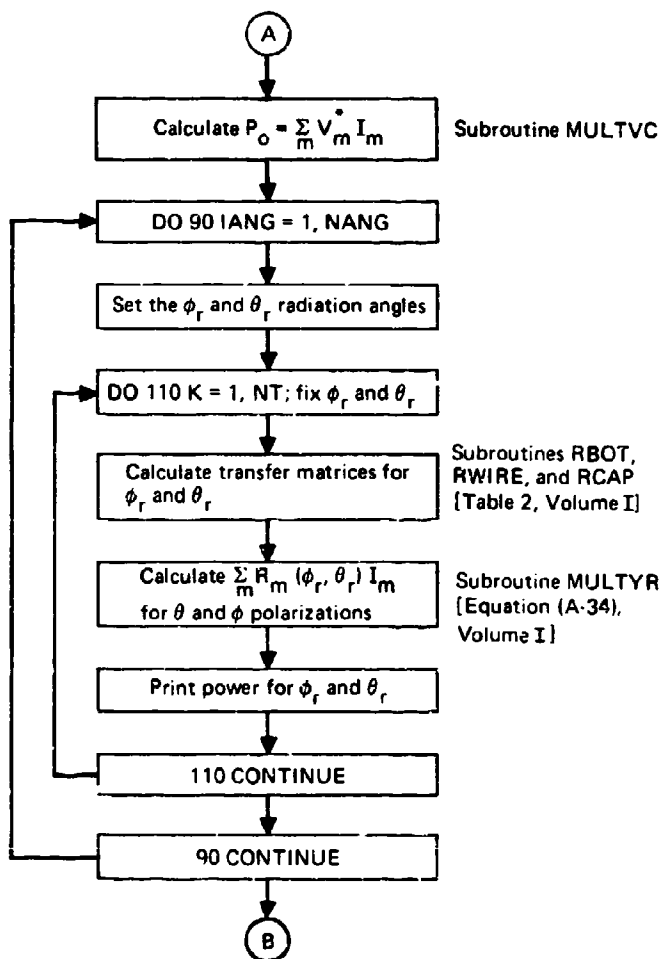 A
Calculate P_o = Σ_m V_m^* I_m
Subroutine MULTVC
DO 90 IANG = 1, NANG
Set the ϕ_r and θ_r radiation angles
DO 110 K = 1, NT; fix ϕ_r and θ_r
Calculate transfer matrices for
ϕ_r and θ_r
Subroutines RBOT,
RWIRE, and RCAP
[Table 2, Volume I]
Calculate Σ_m R_m (ϕ_r, θ_r) I_m
for θ and ϕ polarizations
Subroutine MULTYR
[Equation (A-34),
Volume I]
Print power for ϕ_r and θ_r
110 CONTINUE
90 CONTINUE
B